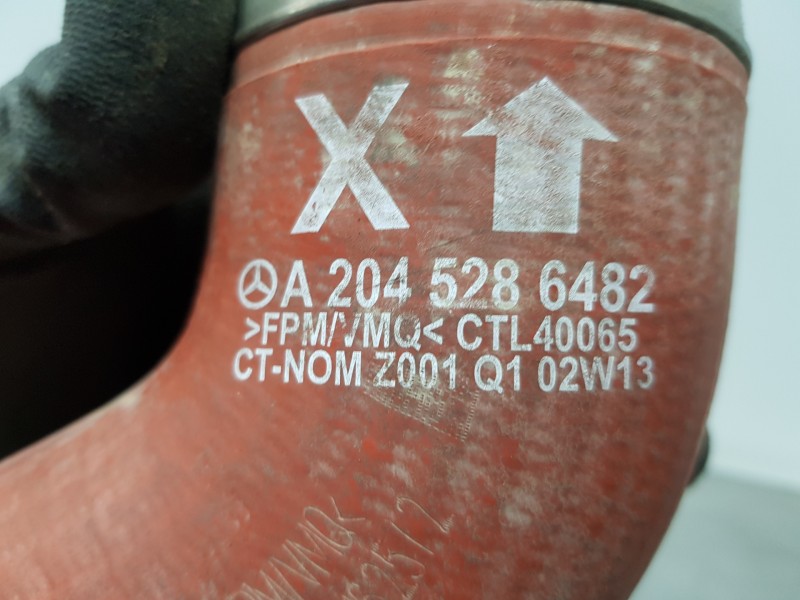 X
A 204 528 6482
>FPM/VMQ< CTL40065
CT-NOM Z001 Q1 02W13